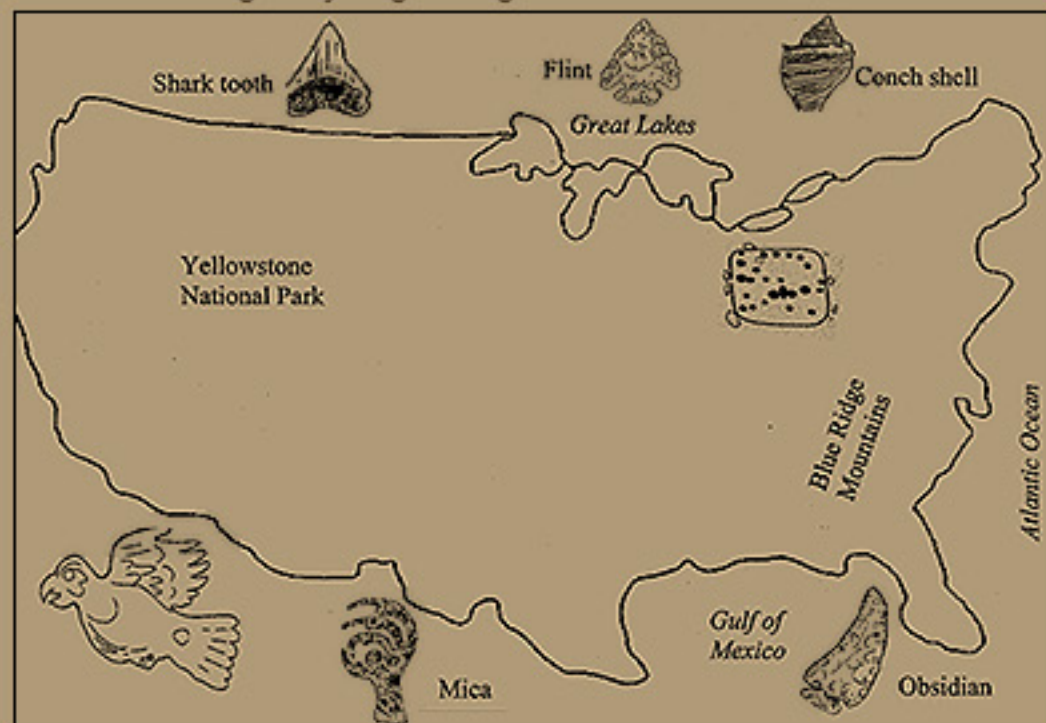 Shark tooth
Flint
Conch shell
Great Lakes
Yellowstone
National Park
Blue Ridge
Mountains
Atlantic Ocean
Gulf of
Mexico
Mica
Obsidian